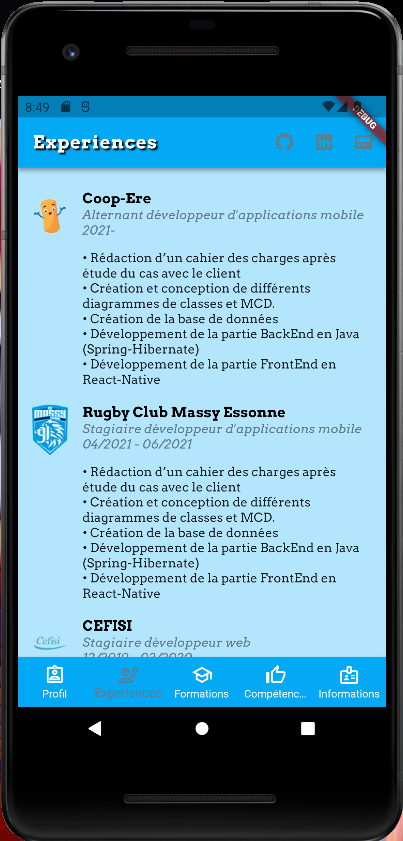 8:49
DEBUG
Experiences
Coop-Ere
Alternant développeur d'applications mobile
2021-
• Rédaction d’un cahier des charges après
étude du cas avec le client
• Création et conception de différents
diagrammes de classes et MCD.
• Création de la base de données
• Développement de la partie BackEnd en Java
(Spring-Hibernate)
• Développement de la partie FrontEnd en
React-Native
MASSY
91
Rugby Club Massy Essonne
Stagiaire développeur d'applications mobile
04/2021 - 06/2021
• Rédaction d’un cahier des charges après
étude du cas avec le client
• Création et conception de différents
diagrammes de classes et MCD.
• Création de la base de données
• Développement de la partie BackEnd en Java
(Spring-Hibernate)
• Développement de la partie FrontEnd en
React-Native
Cefisi
CEFISI
Stagiaire développeur web
12/2019 - 02/2020
Profil
Experiences
Formations
Compétenc...
Informations